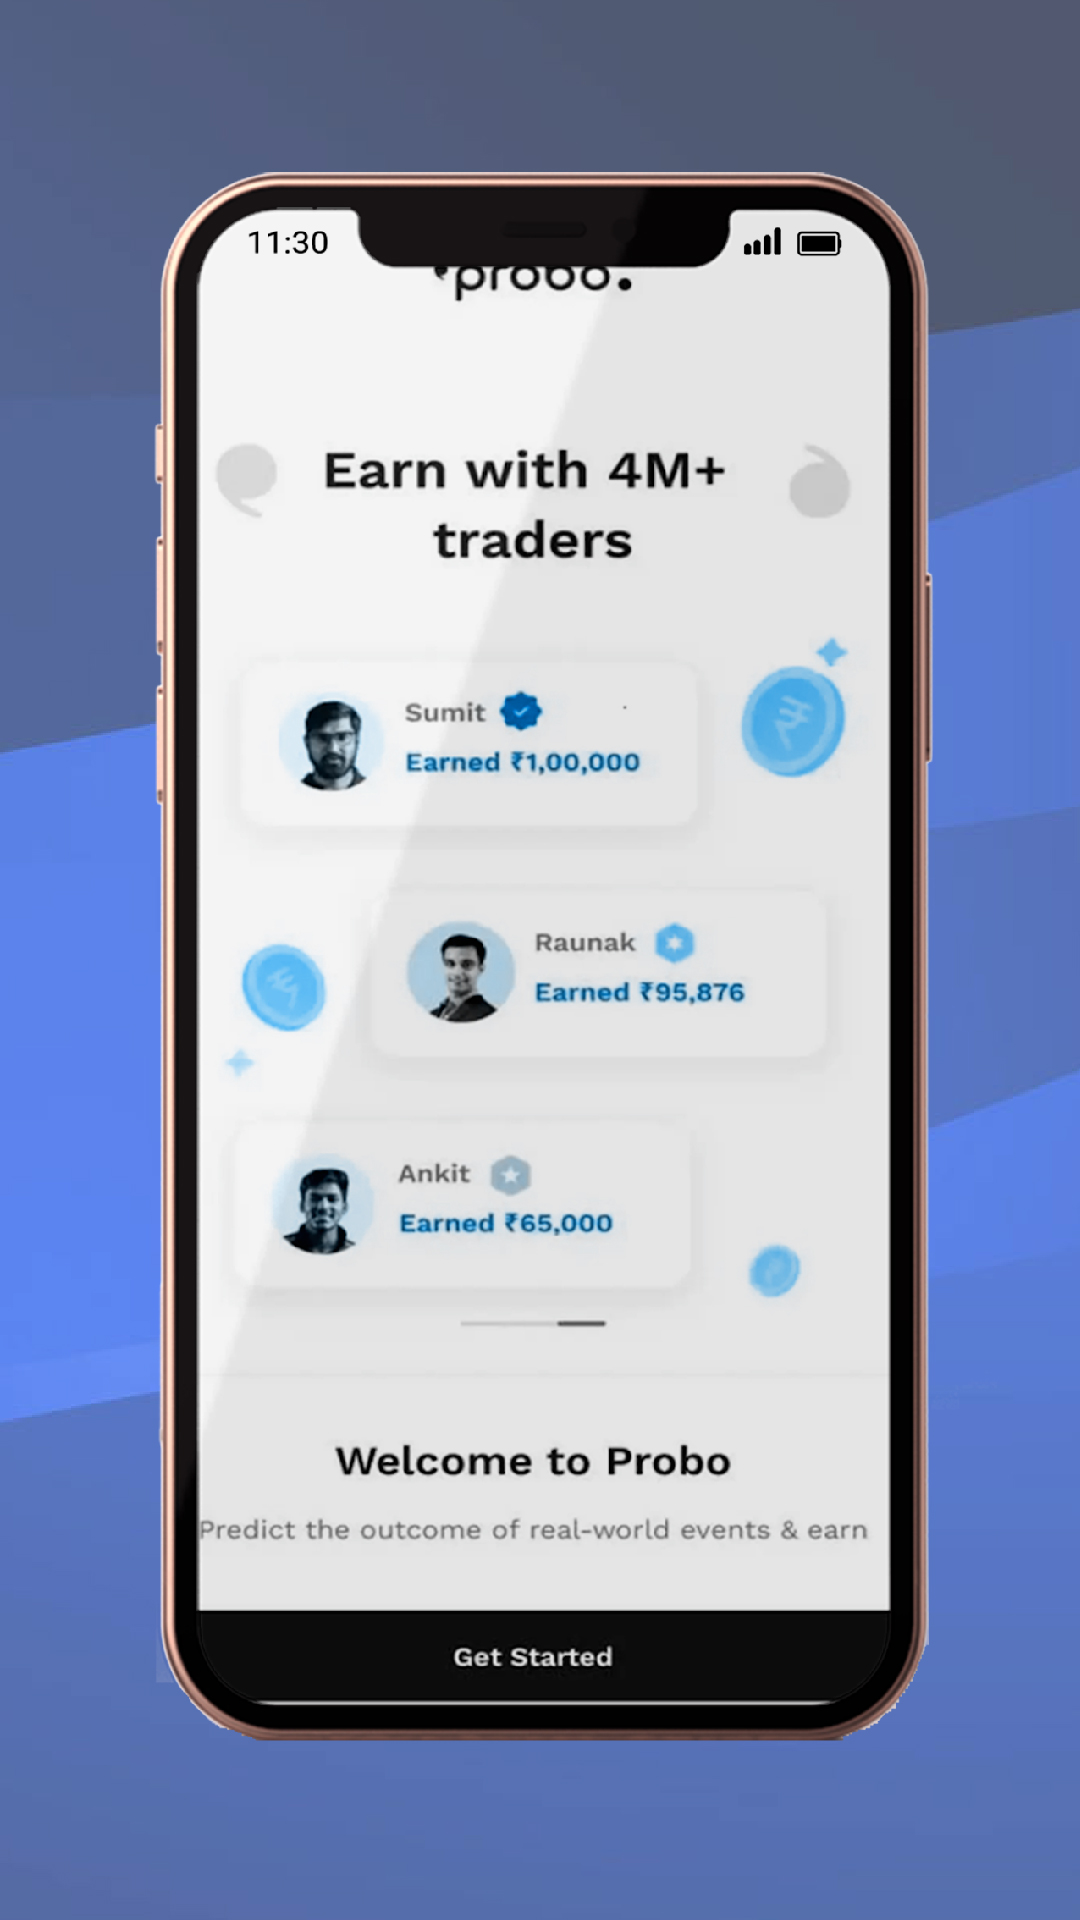 11:30
probo.
Earn with 4M+
traders
Sumit
Earned ₹1,00,000
Raunak
Earned ₹95,876
Ankit
Earned ₹65,000
Welcome to Probo
Predict the outcome of real-world events & earn
Get Started